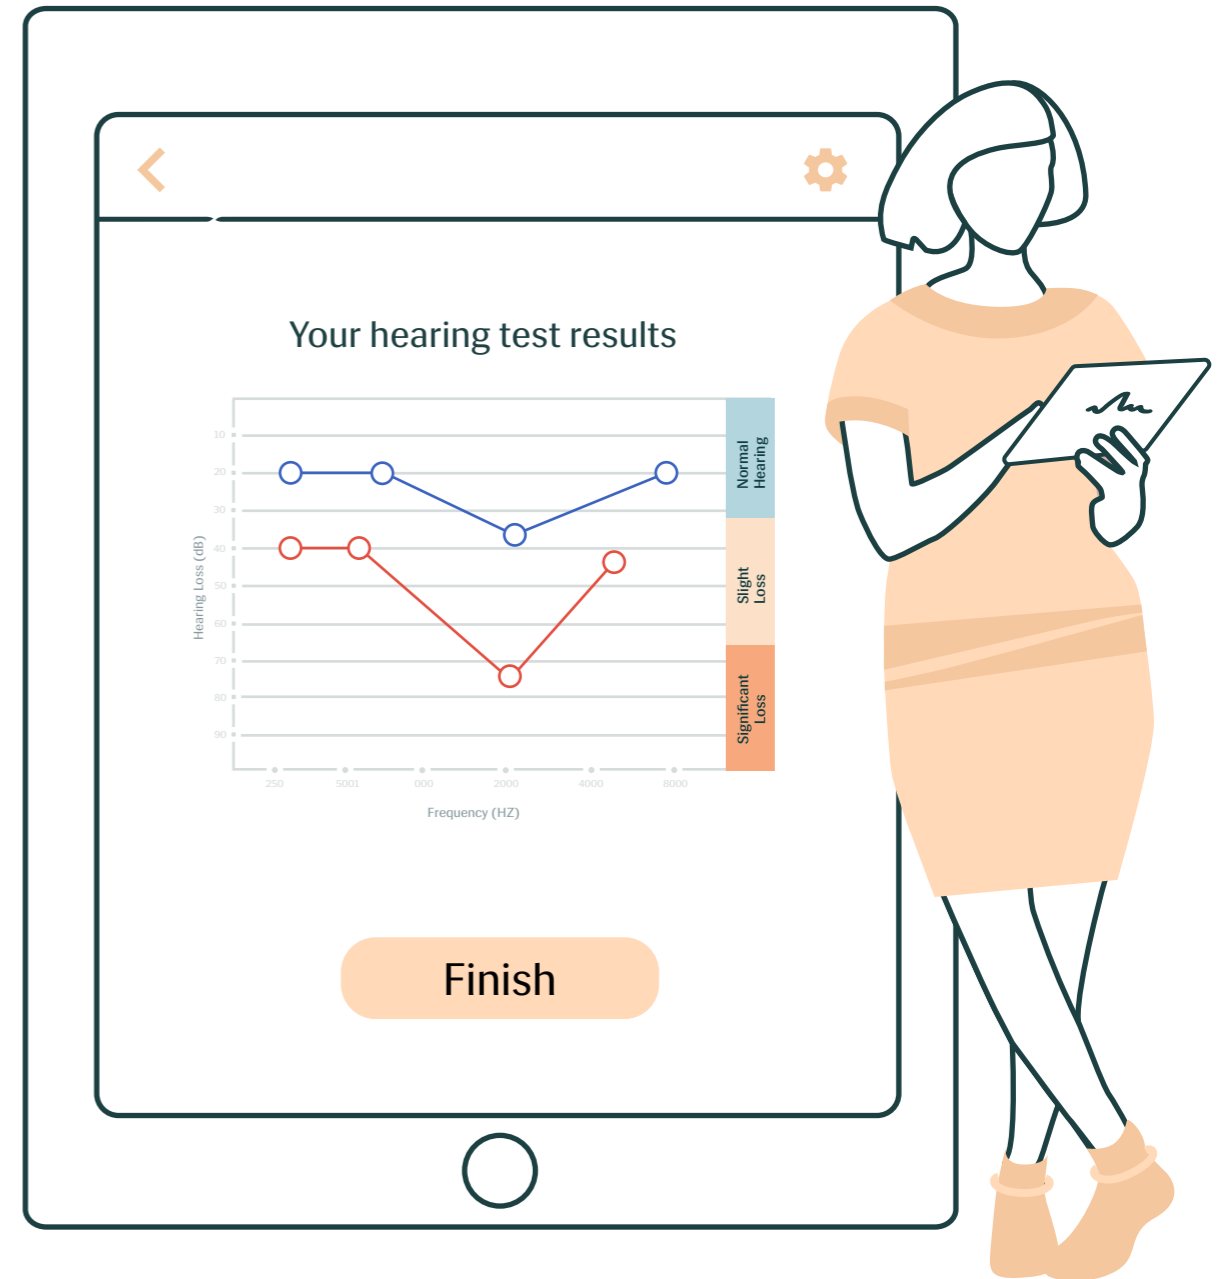 Your hearing test results
10
20
30
40
50
60
70
80
90
Hearing Loss (dB)
Normal
Hearing
Slight
Loss
Significant
Loss
250 5001 000 2000 4000 8000
Frequency (HZ)
Finish